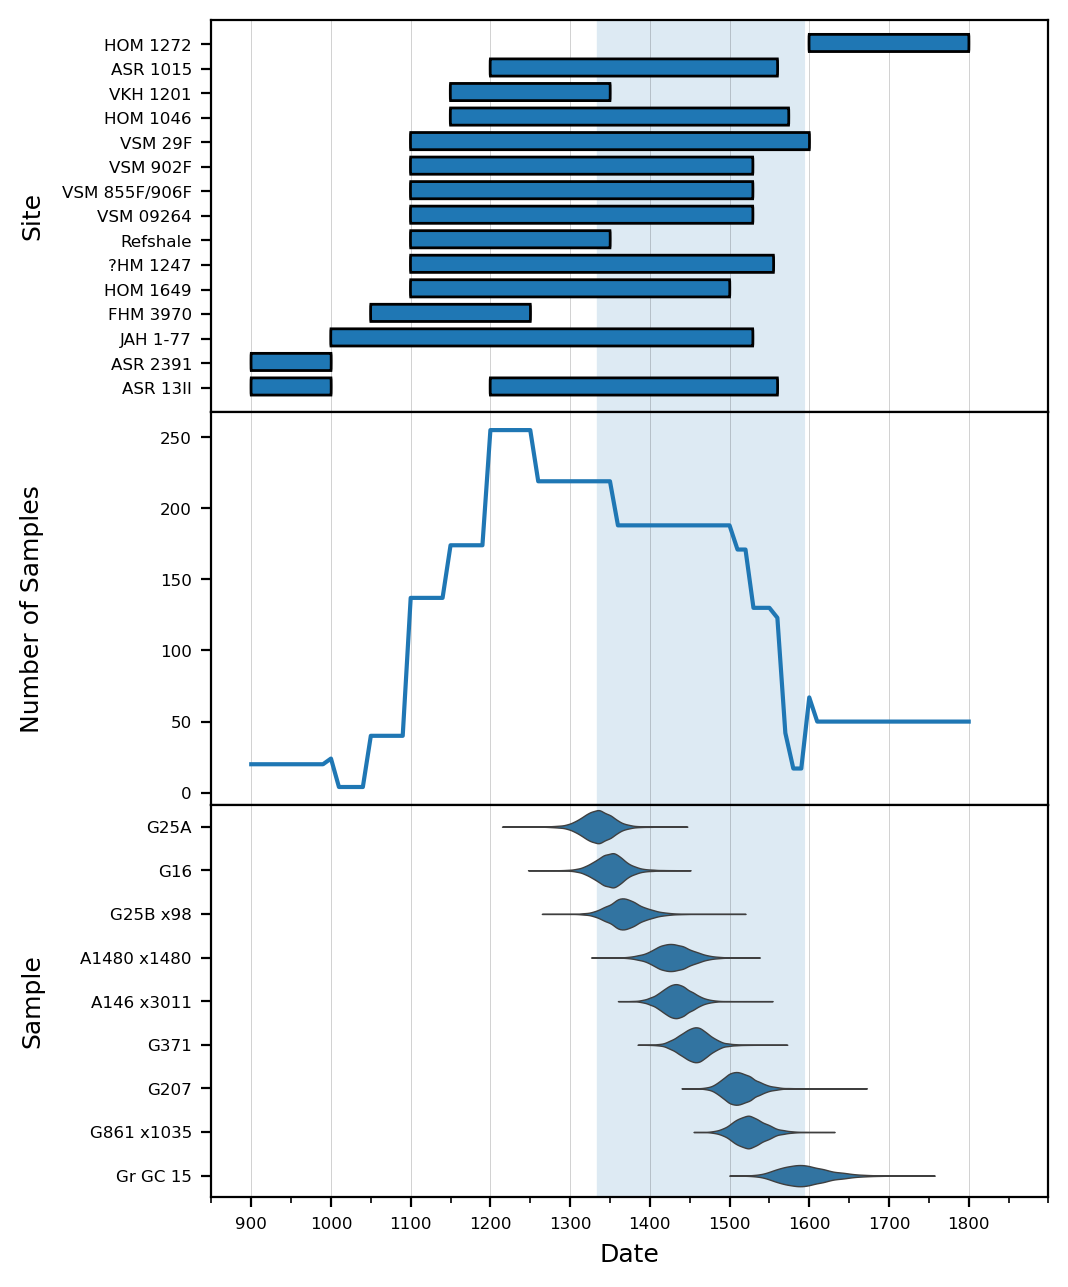 Site
HOM 1272
ASR 1015
VKH 1201
HOM 1046
VSM 29F
VSM 902F
VSM 855F/906F
VSM 09264
Refshale
?HM 1247
HOM 1649
FHM 3970
JAH 1-77
ASR 2391
ASR 13II
Number of Samples
250
200
150
100
50
0
Sample
G25A
G16
G25B x98
A1480 x1480
A146 x3011
G371
G207
G861 x1035
Gr GC 15
900 1000 1100 1200 1300 1400 1500 1600 1700 1800
Date